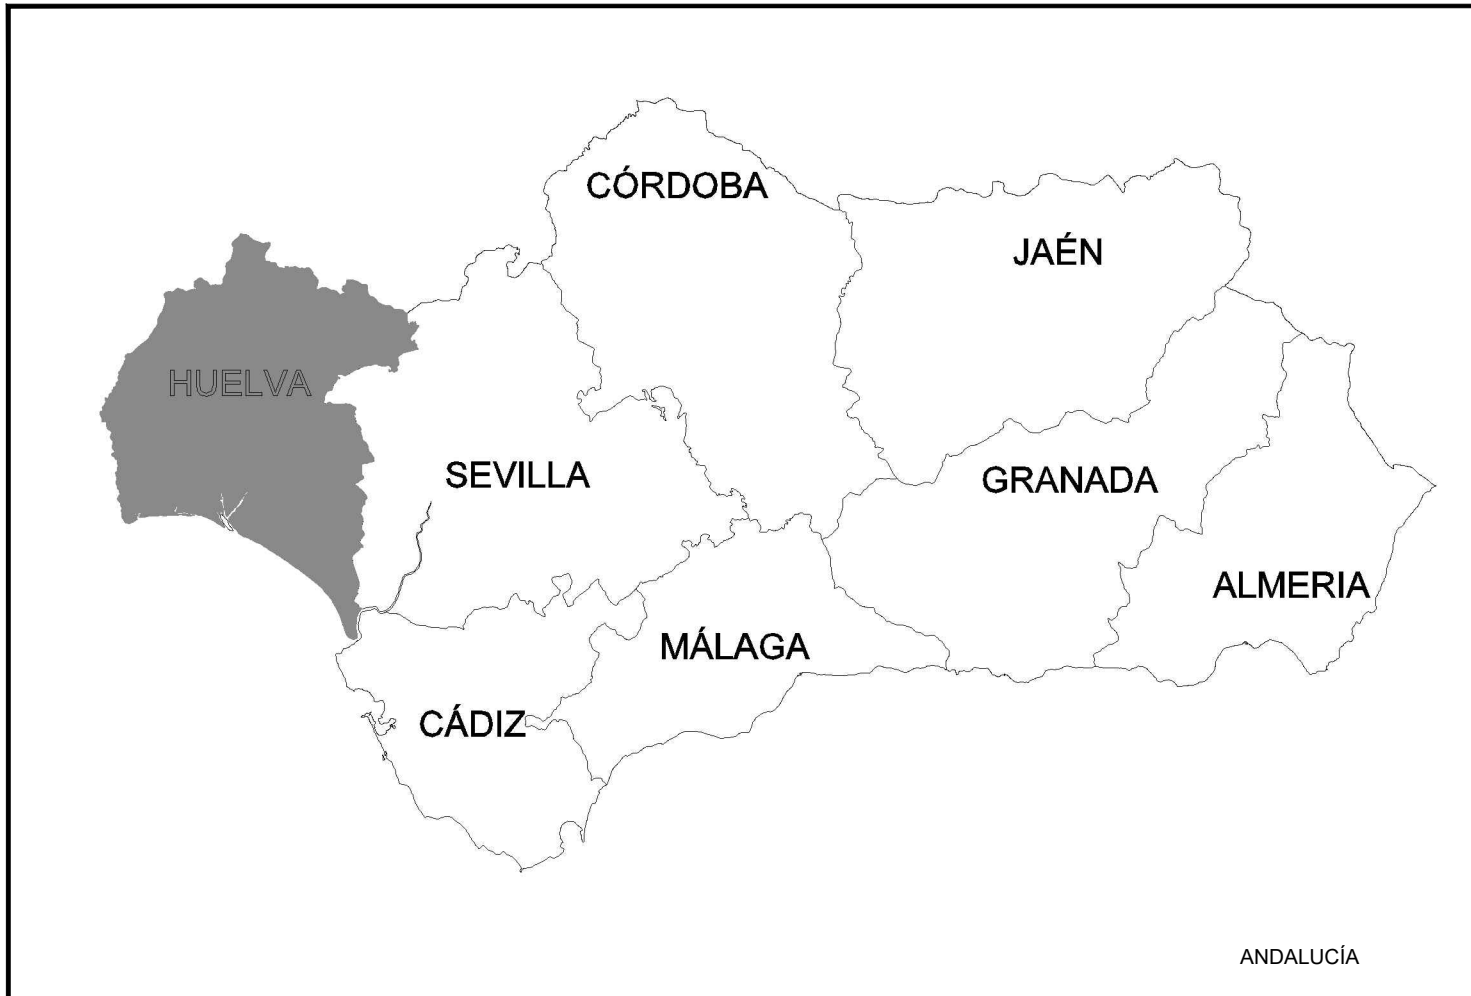 CÓRDOBA
JAÉN
HUELVA
SEVILLA
GRANADA
ALMERIA
MÁLAGA
CÁDIZ
ANDALUCÍA